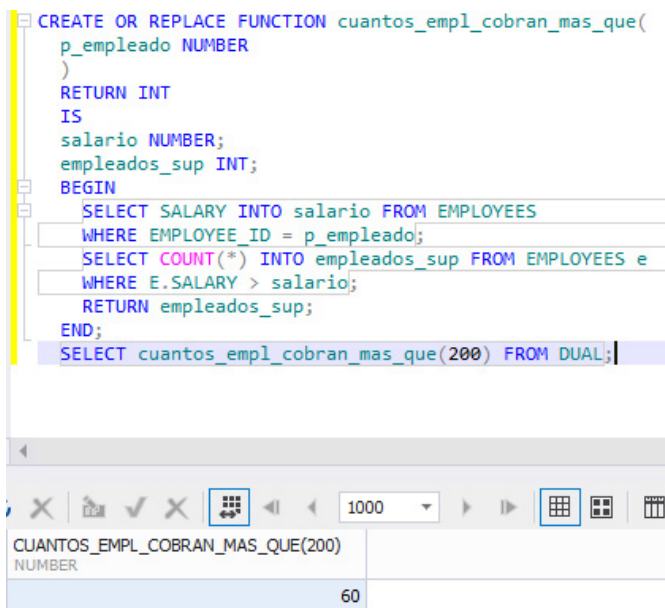 CREATE OR REPLACE FUNCTION cuantos_empl_cobran_mas_que(
p_empleado NUMBER
)
RETURN INT
IS
salario NUMBER;
empleados_sup INT;
BEGIN
SELECT SALARY INTO salario FROM EMPLOYEES
WHERE EMPLOYEE_ID = p_empleado;
SELECT COUNT(*) INTO empleados_sup FROM EMPLOYEES e
WHERE E.SALARY > salario;
RETURN empleados_sup;
END;
SELECT cuantos_empl_cobran_mas_que(200) FROM DUAL;
1000
CUANTOS_EMPL_COBRAN_MAS_QUE(200)
NUMBER
60